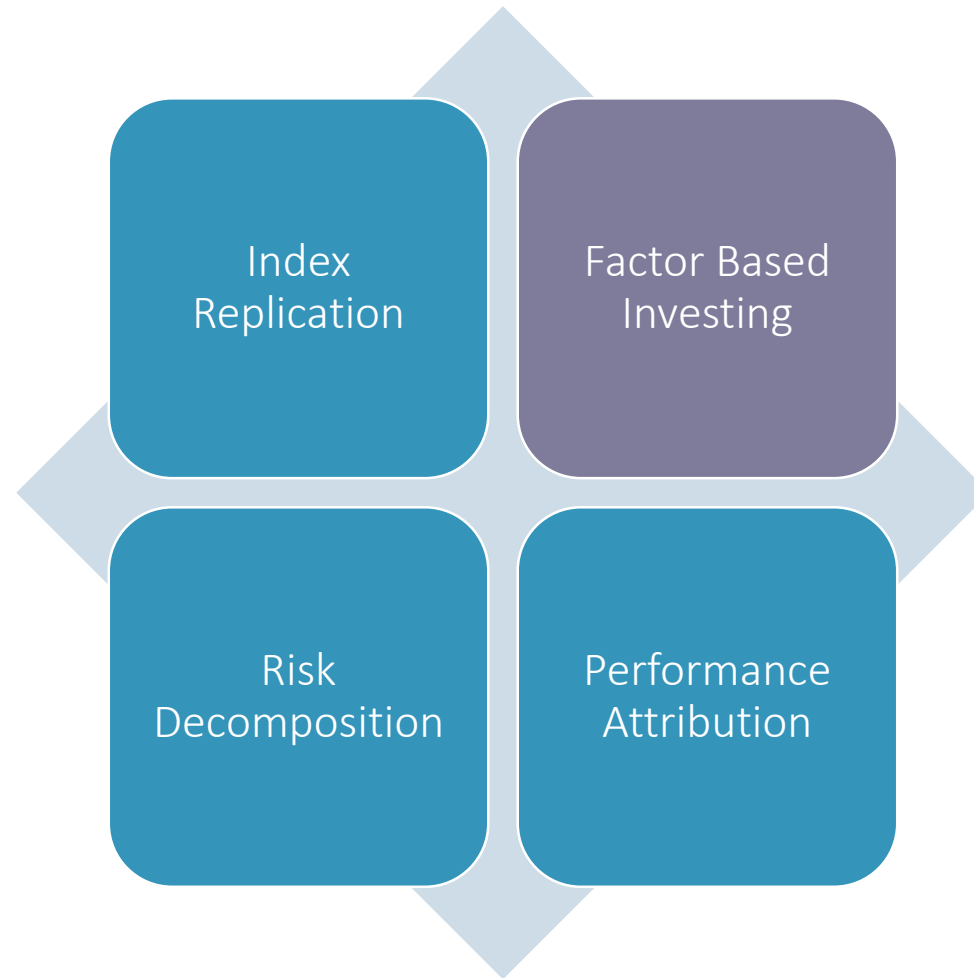 Index
Replication
Factor Based
Investing
Risk
Decomposition
Performance
Attribution